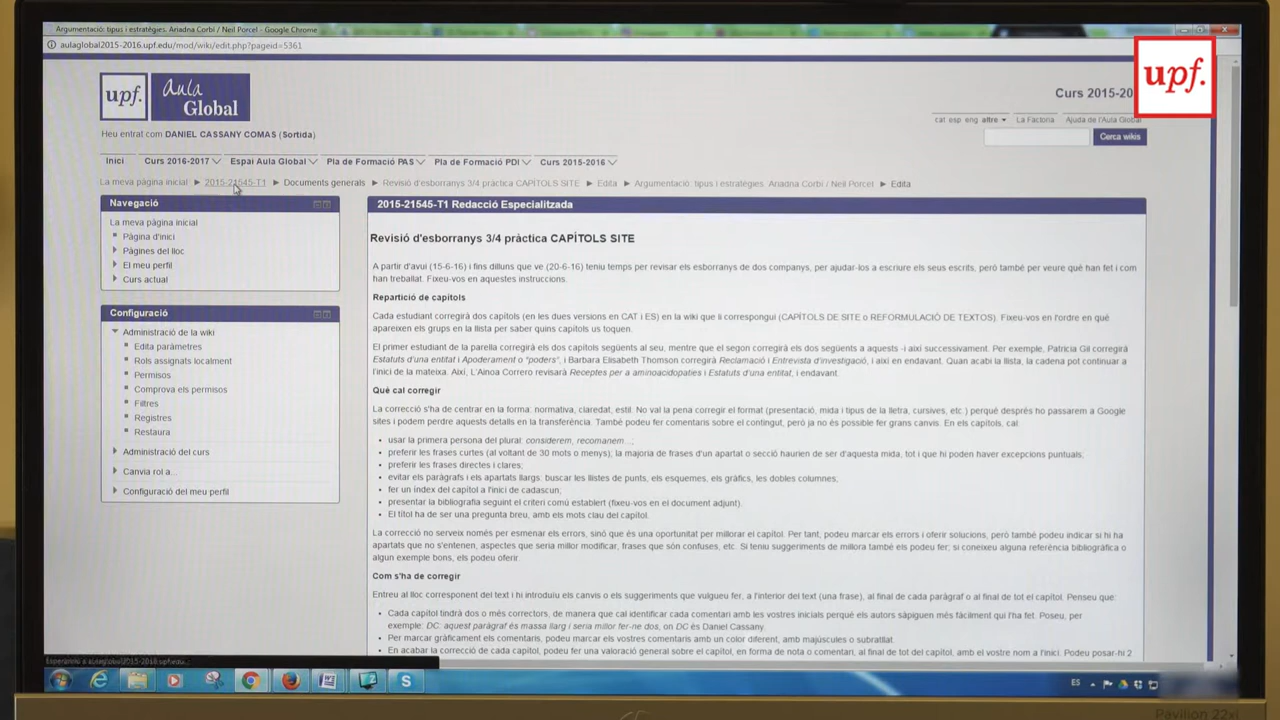 Argumentació: tipus i estratègies. Ariadna Corbí / Neil Porcel - Google Chrome
aulaglobal2015-2016.upf.edu/mod/wiki/edit.php?pageid=5361
upf.
upf. Aula Global
Curs 2015-20
Heu entrat com DANIEL CASSANY COMAS (Sortida)
cat esp eng altre La Factoria Ajuda de l'Aula Global
Cerca wikis
Inici Curs 2016-2017 Espai Aula Global Pla de Formació PAS Pla de Formació PDI Curs 2015-2016
La meva pàgina inicial ► 2015-21545-T1 ► Documents generals ► Revisió d'esborranys 3/4 pràctica CAPÍTOLS SITE ► Edita ► Argumentació: tipus i estratègies. Ariadna Corbí / Neil Porcel ► Edita
Navegació
La meva pàgina inicial
Pàgina d'inici
Pàgines del lloc
El meu perfil
Curs actual
Configuració
Administració de la wiki
Edita paràmetres
Rols assignats localment
Permisos
Comprova els permisos
Filtres
Registres
Restaura
Administració del curs
Canvia rol a...
Configuració del meu perfil
2015-21545-T1 Redacció Especialitzada
Revisió d'esborranys 3/4 pràctica CAPÍTOLS SITE
A partir d'avui (15-6-16) i fins dilluns que ve (20-6-16) teniu temps per revisar els esborranys de dos companys, per ajudar-los a escriure els seus escrits, però també per veure què han fet i com
han treballat. Fixeu-vos en aquestes instruccions.
Repartició de capítols
Cada estudiant corregirà dos capítols (en les dues versions en CAT i ES) en la wiki que li correspongui (CAPÍTOLS DE SITE o REFORMULACIÓ DE TEXTOS). Fixeu-vos en l'ordre en què
apareixen els grups en la llista per saber quins capítols us toquen.
El primer estudiant de la parella corregirà els dos capítols següents al seu, mentre que el segon corregirà els dos següents a aquests -i així successivament. Per exemple, Patricia Gil corregirà
Estatuts d'una entitat i Apoderament o "poders", i Barbara Elisabeth Thomson corregirà Reclamació i Entrevista d'investigació, i així en endavant. Quan acabi la llista, la cadena pot continuar a
l'inici de la mateixa. Així, L'Ainoa Correro revisarà Receptes per a aminoacidopaties i Estatuts d'una entitat, i endavant.
Què cal corregir
La correcció s'ha de centrar en la forma: normativa, claredat, estil. No val la pena corregir el format (presentació, mida i tipus de la lletra, cursives, etc.) perquè després ho passarem a Google
sites i podem perdre aquests detalls en la transferència. També podeu fer comentaris sobre el contingut, però ja no és possible fer grans canvis. En els capítols, cal
• usar la primera persona del plural: considerem, recomanem...;
• preferir les frases curtes (al voltant de 30 mots o menys); la majoria de frases d'un apartat o secció haurien de ser d'aquesta mida, tot i que hi poden haver excepcions puntuals;
• preferir les frases directes i clares;
• evitar els paràgrafs i els apartats llargs: buscar les llistes de punts, els esquemes, els gràfics, les dobles columnes,
• fer un índex del capítol a l'inici de cadascun;
• presentar la bibliografia seguint el criteri comú establert (fixeu-vos en el document adjunt).
• El títol ha de ser una pregunta breu, amb els mots clau del capítol.
La correcció no serveix només per esmenar els errors, sinó que és una oportunitat per millorar el capítol. Per tant, podeu marcar els errors i oferir solucions, però també podeu indicar si hi ha
apartats que no s'entenen, aspectes que seria millor modificar, frases que són confuses, etc. Si teniu suggeriments de millora també els podeu fer; si coneixeu alguna referència bibliogràfica o
algun exemple bons, els podeu oferir.
Com s'ha de corregir
Entreu al lloc corresponent del text i hi introduïu els canvis o els suggeriments que vulgueu fer, a l'interior del text (una frase), al final de cada paràgraf o al final de tot el capítol. Penseu que:
• Cada capítol tindrà dos o més correctors, de manera que cal identificar cada comentari amb les vostres inicials perquè els autors sàpiguen més fàcilment qui l'ha fet. Poseu, per
exemple: DC: aquest paràgraf és massa llarg i seria millor fer-ne dos, on DC és Daniel Cassany.
• Per marcar gràficament els comentaris, podeu marcar els vostres comentaris amb un color diferent, amb majúscules o subratllat.
• En acabar la correcció de cada capítol, podeu fer una valoració general sobre el capítol, en forma de nota o comentari, al final de tot del capítol, amb el vostre nom a l'inici. Podeu posar-hi 2
ES
Pavilion 22xi